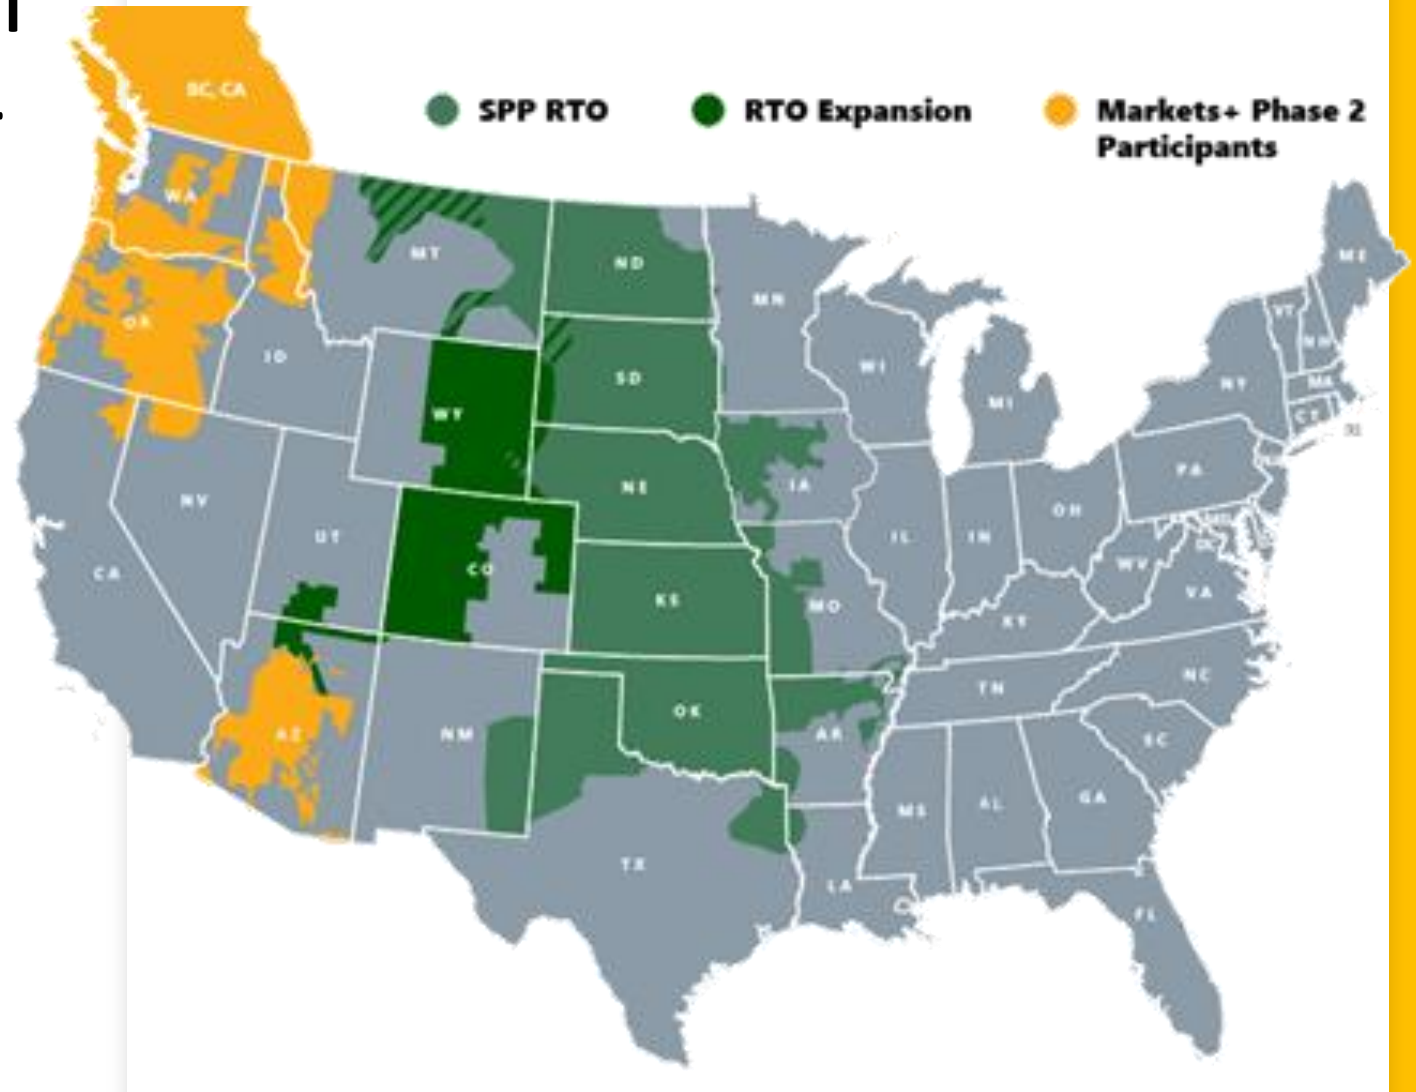 BC, CA
SPP RTO
RTO Expansion
Markets+ Phase 2
Participants
WA
MT
ND
MN
ME
VT
NH
OR
ID
SD
WI
MI
NY
MA
CT
RI
WY
NV
NE
IA
PA
UT
CO
IL
IN
OH
WV
VA
CA
KS
MO
KY
NC
TN
AZ
NM
OK
AR
SC
MS
AL
GA
TX
LA
FL